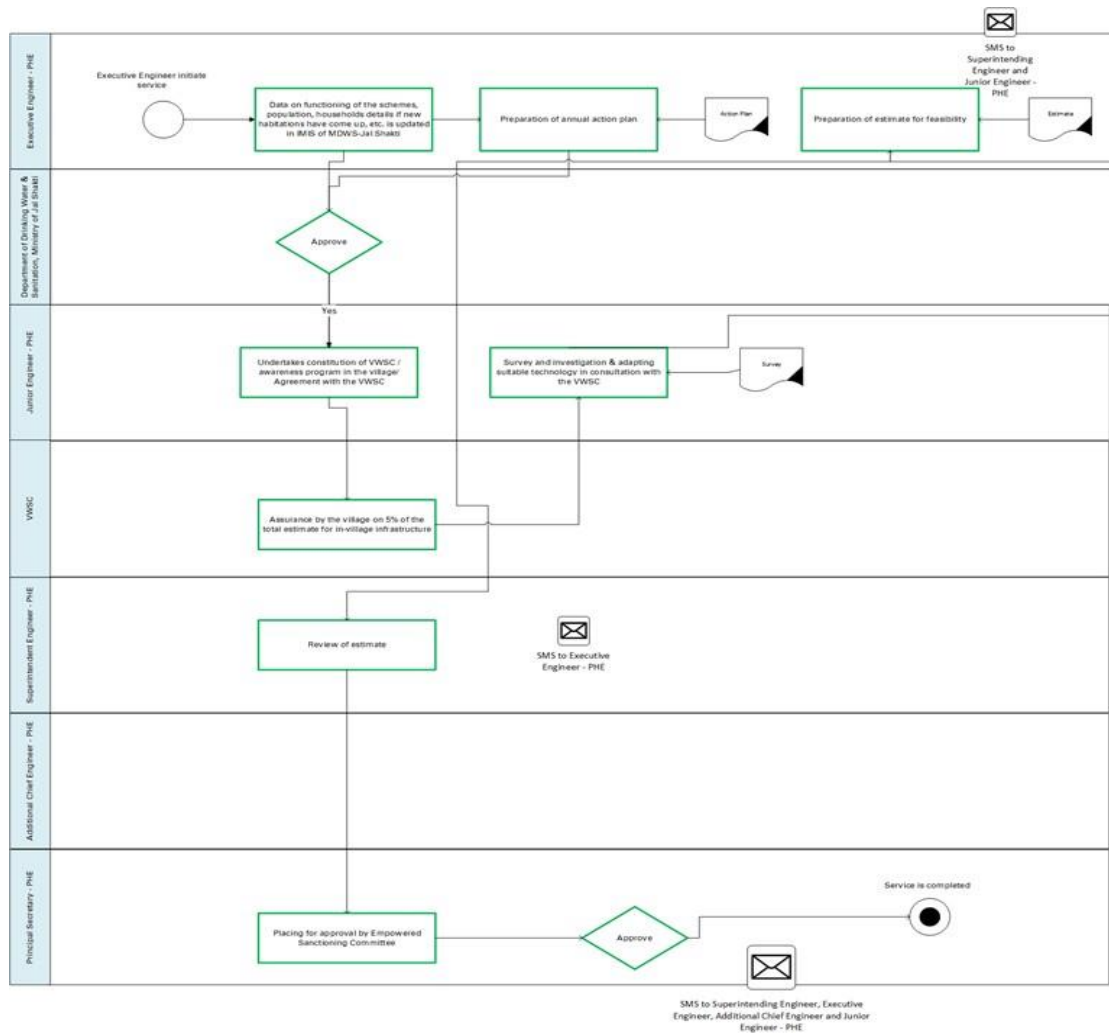 SMS to
Superintending
Engineer and
Junior Engineer -
PHE
Executive Engineer - PHE
Executive Engineer initiate
service
Data on functioning of the schemes,
population, households details if new
habitations have come up, etc. is updated
in IMIS of MDWS-Jal Shakti
Preparation of annual action plan
Action Plan
Preparation of estimate for feasibility
Estimate
Department of Drinking Water &
Sanitation, Ministry of Jal Shakti
Approve
Yes
Junior Engineer - PHE
Undertakes constitution of VWSC /
awareness program in the village/
Agreement with the VWSC
Survey and investigation & adapting
suitable technology in consultation with
the VWSC
Survey
VWSC
Assurance by the village on 5% of the
total estimate for in-village infrastructure
Superintendent Engineer - PHE
Review of estimate
SMS to Executive
Engineer - PHE
Additional Chief Engineer - PHE
Principal Secretary - PHE
Placing for approval by Empowered
Sanctioning Committee
Approve
Service is completed
SMS to Superintending Engineer, Executive
Engineer, Additional Chief Engineer and Junior
Engineer - PHE